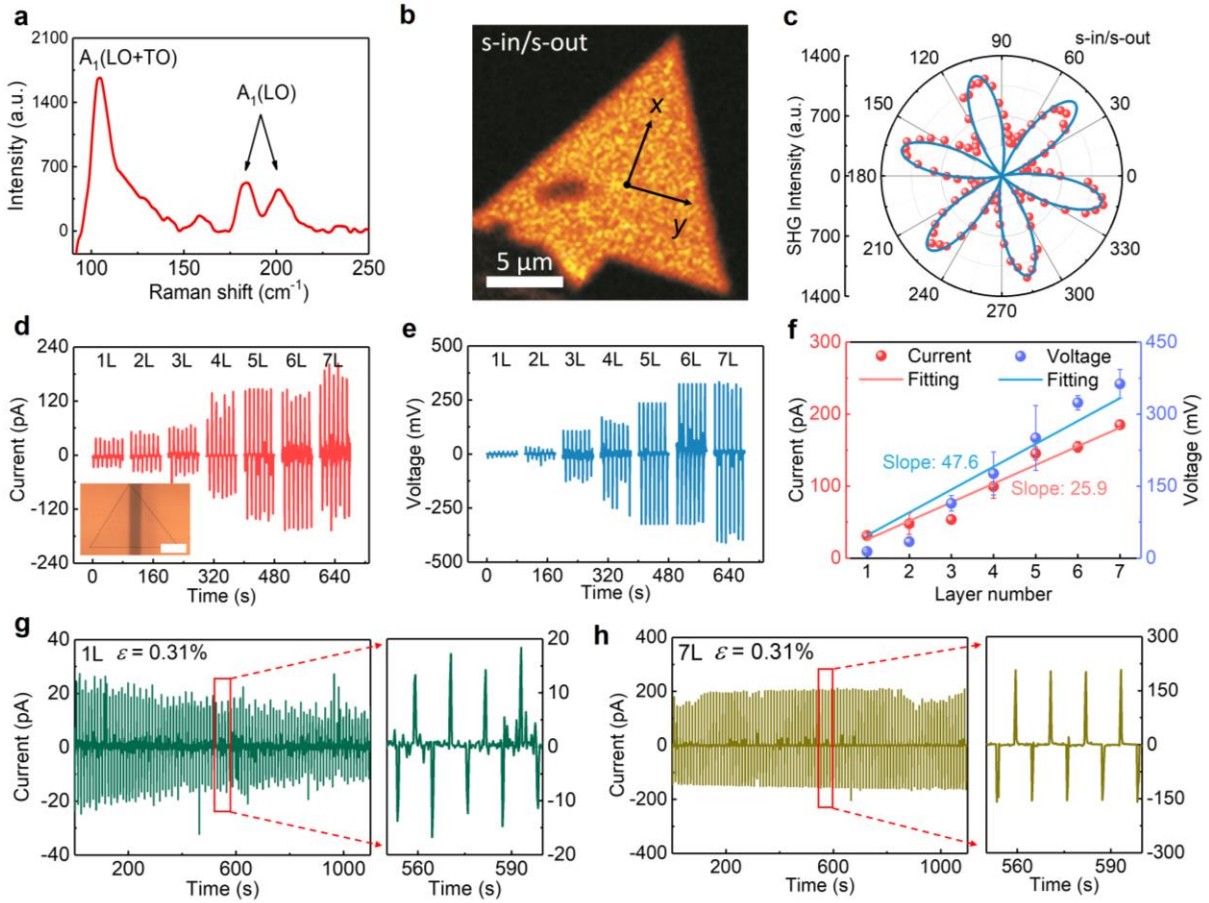 a
2100
1400
700
0
Intensity (a.u.)
A₁(LO+TO)
A₁(LO)
100 150 200 250
Raman shift (cm⁻¹)
b
s-in/s-out
x
y
5 µm
c
s-in/s-out
1400
700
0
700
1400
SHG Intensity (a.u.)
90
120 60
150 30
180 0
210 330
240 300
270
d
240
120
0
-120
-240
Current (pA)
1L 2L 3L 4L 5L 6L 7L
0 160 320 480 640
Time (s)
e
500
250
0
-250
-500
Voltage (mV)
1L 2L 3L 4L 5L 6L 7L
0 160 320 480 640
Time (s)
f
300
200
100
0
Current (pA)
Current Voltage
Fitting Fitting
Slope: 47.6
Slope: 25.9
450
300
150
0
Voltage (mV)
1 2 3 4 5 6 7
Layer number
g
40
20
0
-20
-40
Current (pA)
1L ε = 0.31%
200 600 1000
Time (s)
20
10
0
-10
-20
560 590
Time (s)
h
400
200
0
-200
-400
Current (pA)
7L ε = 0.31%
200 600 1000
Time (s)
300
150
0
-150
-300
560 590
Time (s)